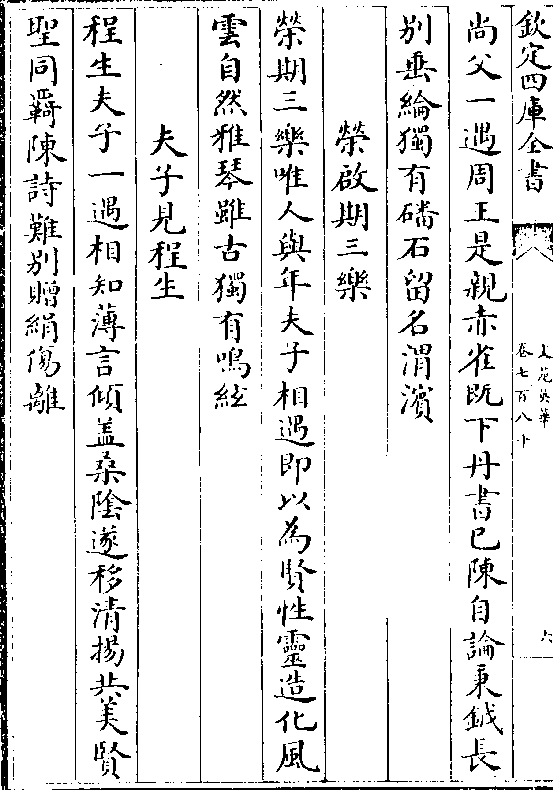 欽定四庫全書
文苑英華
卷七百八十
六
尚父一遇周王是親赤雀既下丹書已陳自論秉鉞長
別垂綸獨有磻石留名渭濱
榮啟期三樂
榮期三樂唯人與年夫子相遇即以為賢性靈造化風
雲自然雅琴雖古獨有鳴絃
夫子見程生
程生夫子一遇相知薄言傾盖桑陰遂移清揚共美賢
聖同覊陳詩難別贈絹傷離